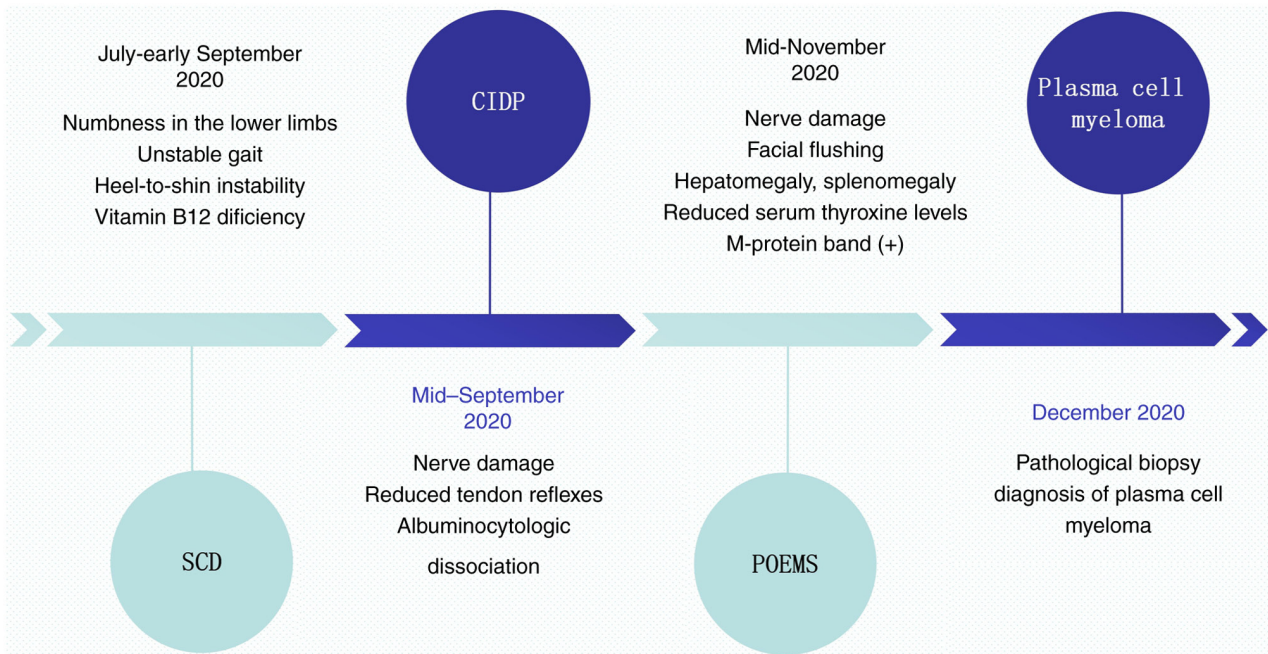 July-early September
2020
Numbness in the lower limbs
Unstable gait
Heel-to-shin instability
Vitamin B12 dificiency
SCD
CIDP
Mid–September
2020
Nerve damage
Reduced tendon reflexes
Albuminocytologic
dissociation
Mid-November
2020
Nerve damage
Facial flushing
Hepatomegaly, splenomegaly
Reduced serum thyroxine levels
M-protein band (+)
POEMS
Plasma cell
myeloma
December 2020
Pathological biopsy
diagnosis of plasma cell
myeloma